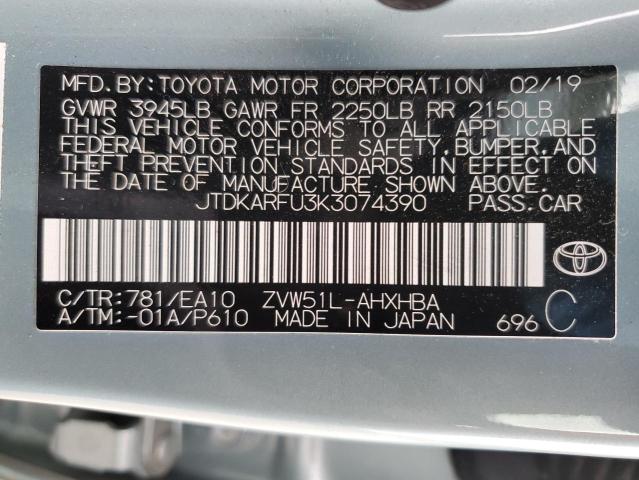 MFD.BY:TOYOTA MOTOR CORPORATION 02/19
GVWR 3945LB GAWR FR 2250LB RR 2150LB
THIS VEHICLE CONFORMS TO ALL APPLICABLE
FEDERAL MOTOR VEHICLE SAFETY,BUMPER,AND
THEFT PREVENTION STANDARDS IN EFFECT ON
THE DATE OF MANUFACTURE SHOWN ABOVE.
JTDKARFU3K3074390 PASS.CAR
C/TR:781/EA10 ZVW51L-AHXHBA
A/TM:-01A/P610 MADE IN JAPAN 696 C